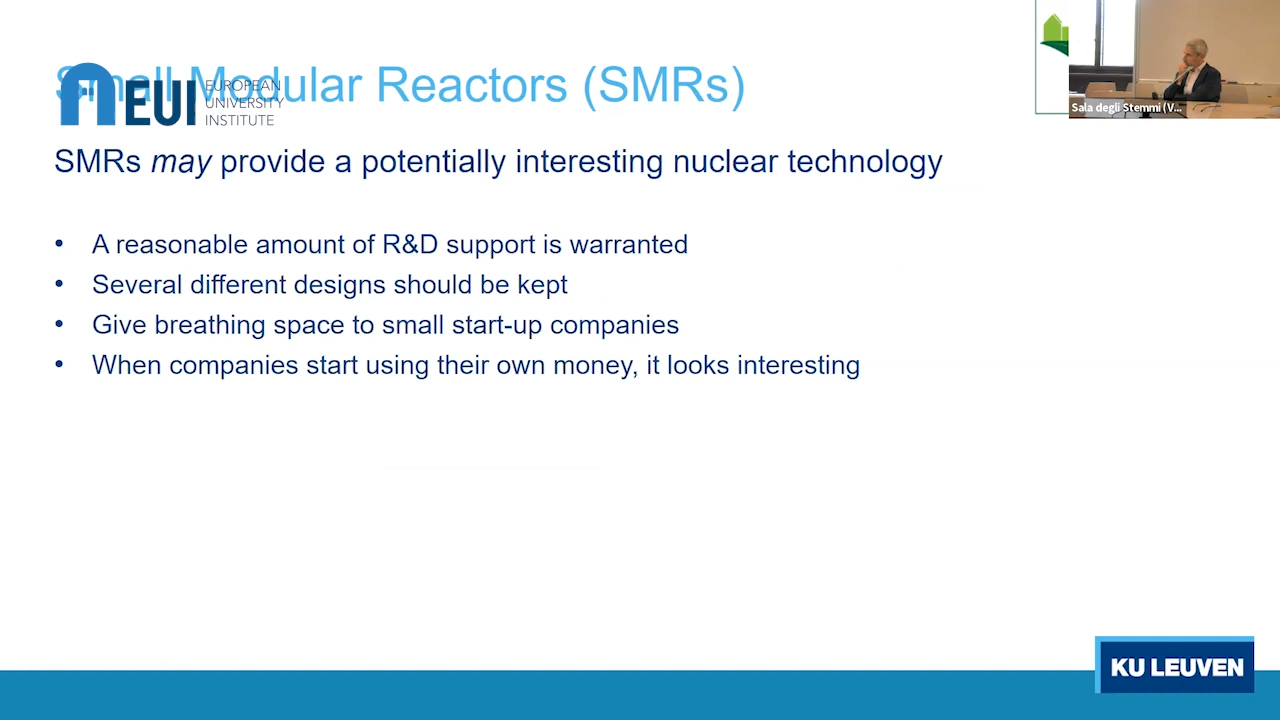 Small Modular Reactors (SMRs)
EUI EUROPEAN
UNIVERSITY
INSTITUTE
Sala degli Stemmi (V...
SMRs may provide a potentially interesting nuclear technology
• A reasonable amount of R&D support is warranted
• Several different designs should be kept
• Give breathing space to small start-up companies
• When companies start using their own money, it looks interesting
KU LEUVEN